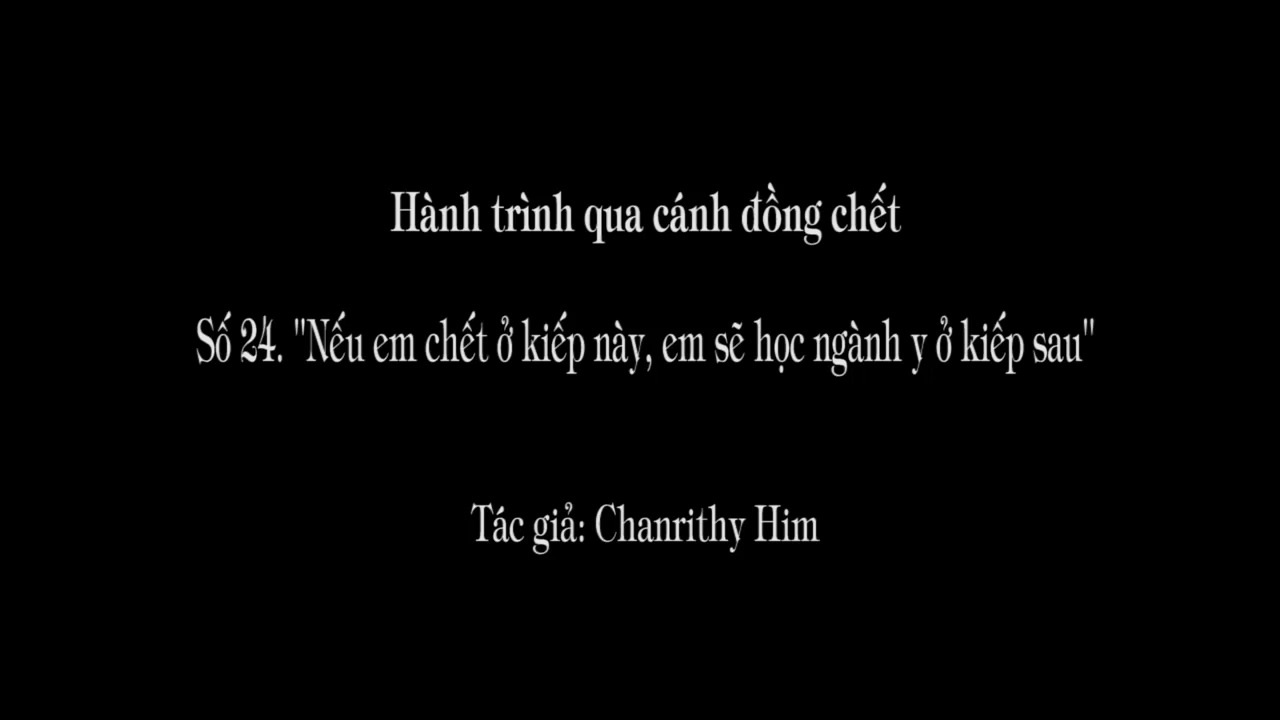 Hành trình qua cánh đồng chết
Số 24. "Nếu em chết ở kiếp này, em sẽ học ngành y ở kiếp sau"
Tác giả: Chanrithy Him